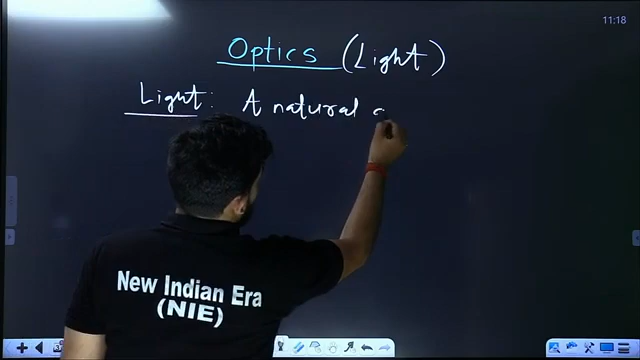 11:18
Optics (Light)
Light: A natural a
New Indian Era
(NIE)